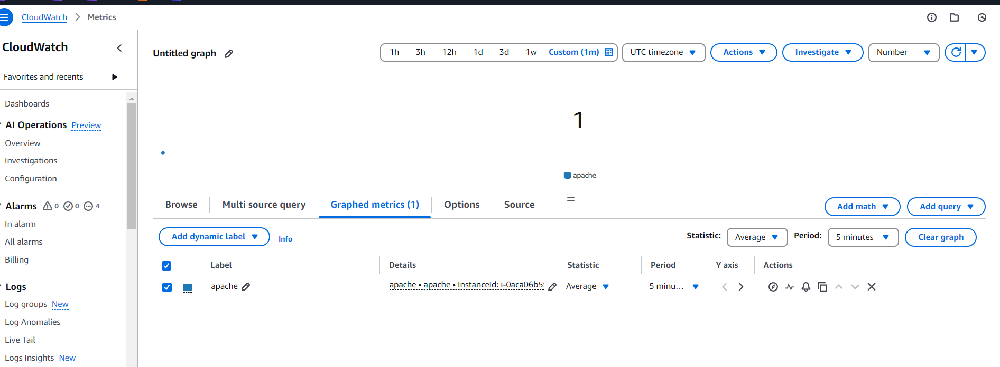 CloudWatch > Metrics
CloudWatch
Untitled graph
1h 3h 12h 1d 3d 1w Custom (1m) UTC timezone Actions Investigate Number
Favorites and recents
Dashboards
AI Operations Preview
Overview
Investigations
Configuration
Alarms 0 0 4
In alarm
All alarms
Billing
Logs
Log groups New
Log Anomalies
Live Tail
Logs Insights New
1
apache
Browse Multi source query Graphed metrics (1) Options Source Add math Add query
Add dynamic label Info Statistic: Average Period: 5 minutes Clear graph
Label Details Statistic Period Y axis Actions
apache apache • apache • InstanceId: i-0aca06b5 Average 5 minu...